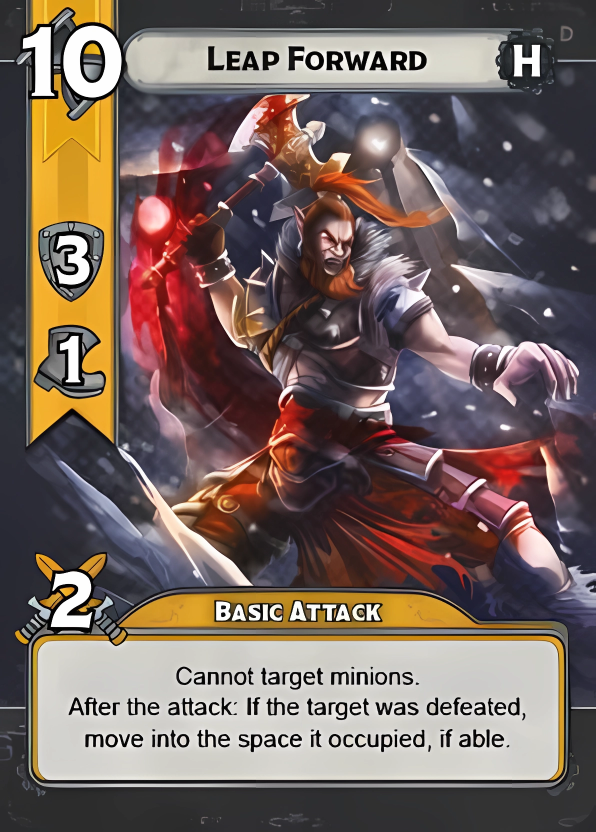 10
LEAP FORWARD
H
D
3
1
2
BASIC ATTACK
Cannot target minions.
After the attack: If the target was defeated,
move into the space it occupied, if able.